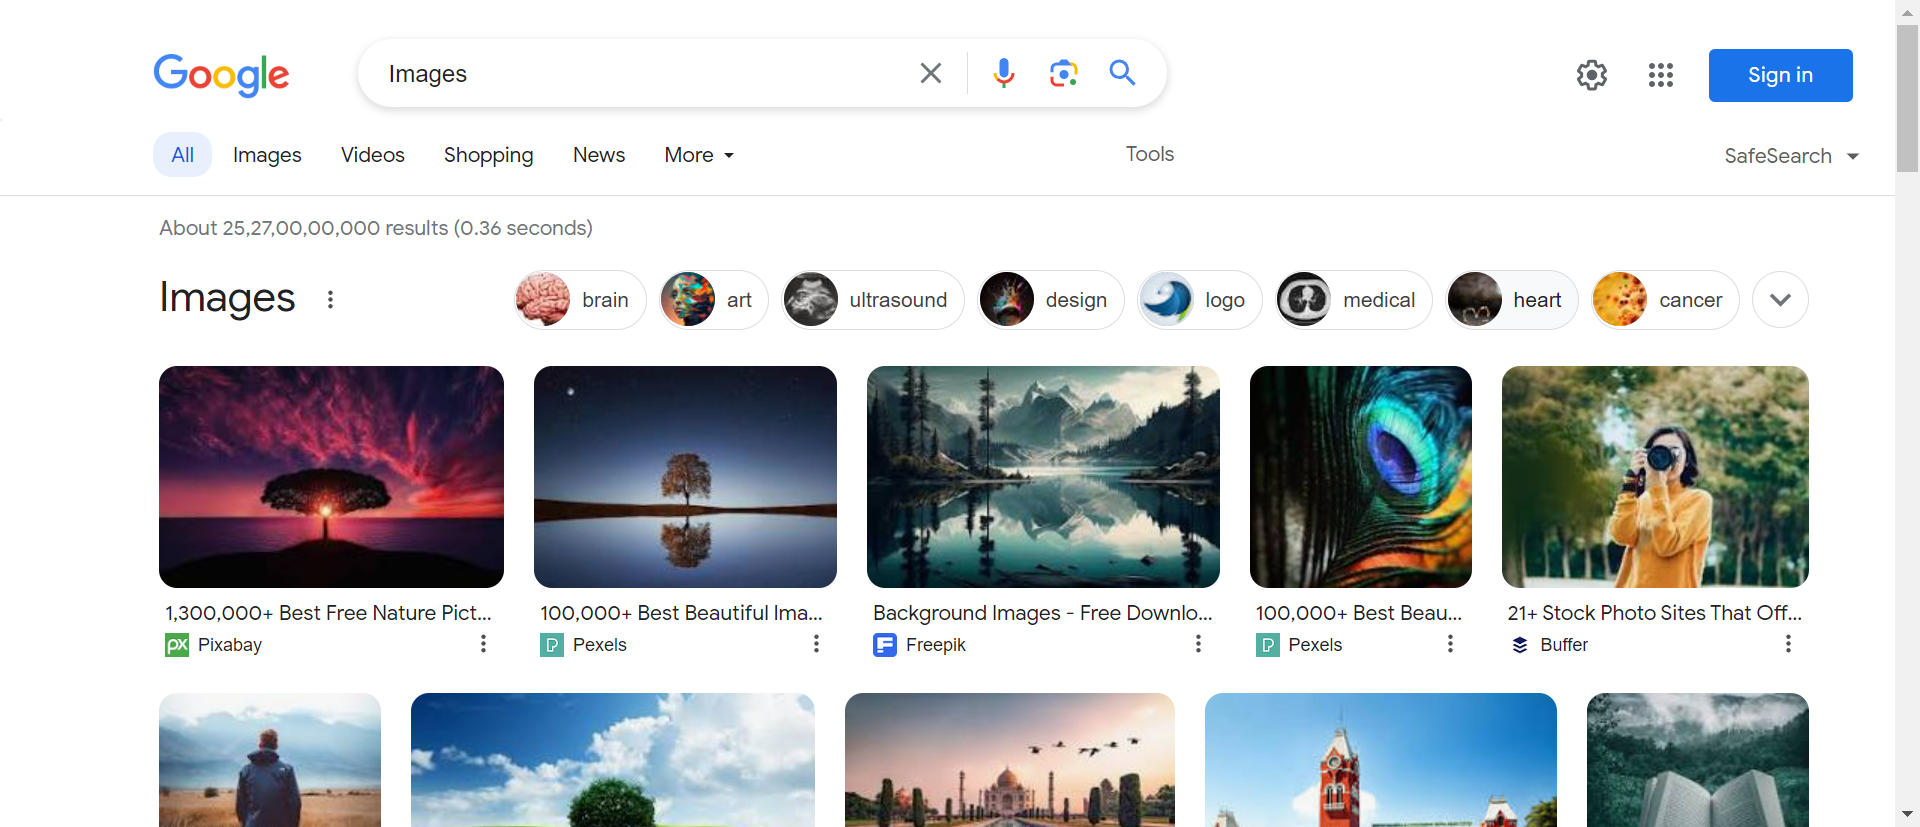 Google
Images
Sign in
All Images Videos Shopping News More Tools SafeSearch
About 25,27,00,00,000 results (0.36 seconds)
Images
brain art ultrasound design logo medical heart cancer
1,300,000+ Best Free Nature Pict...
px Pixabay
100,000+ Best Beautiful Ima...
P Pexels
Background Images - Free Downlo...
F Freepik
100,000+ Best Beau...
P Pexels
21+ Stock Photo Sites That Off...
Buffer